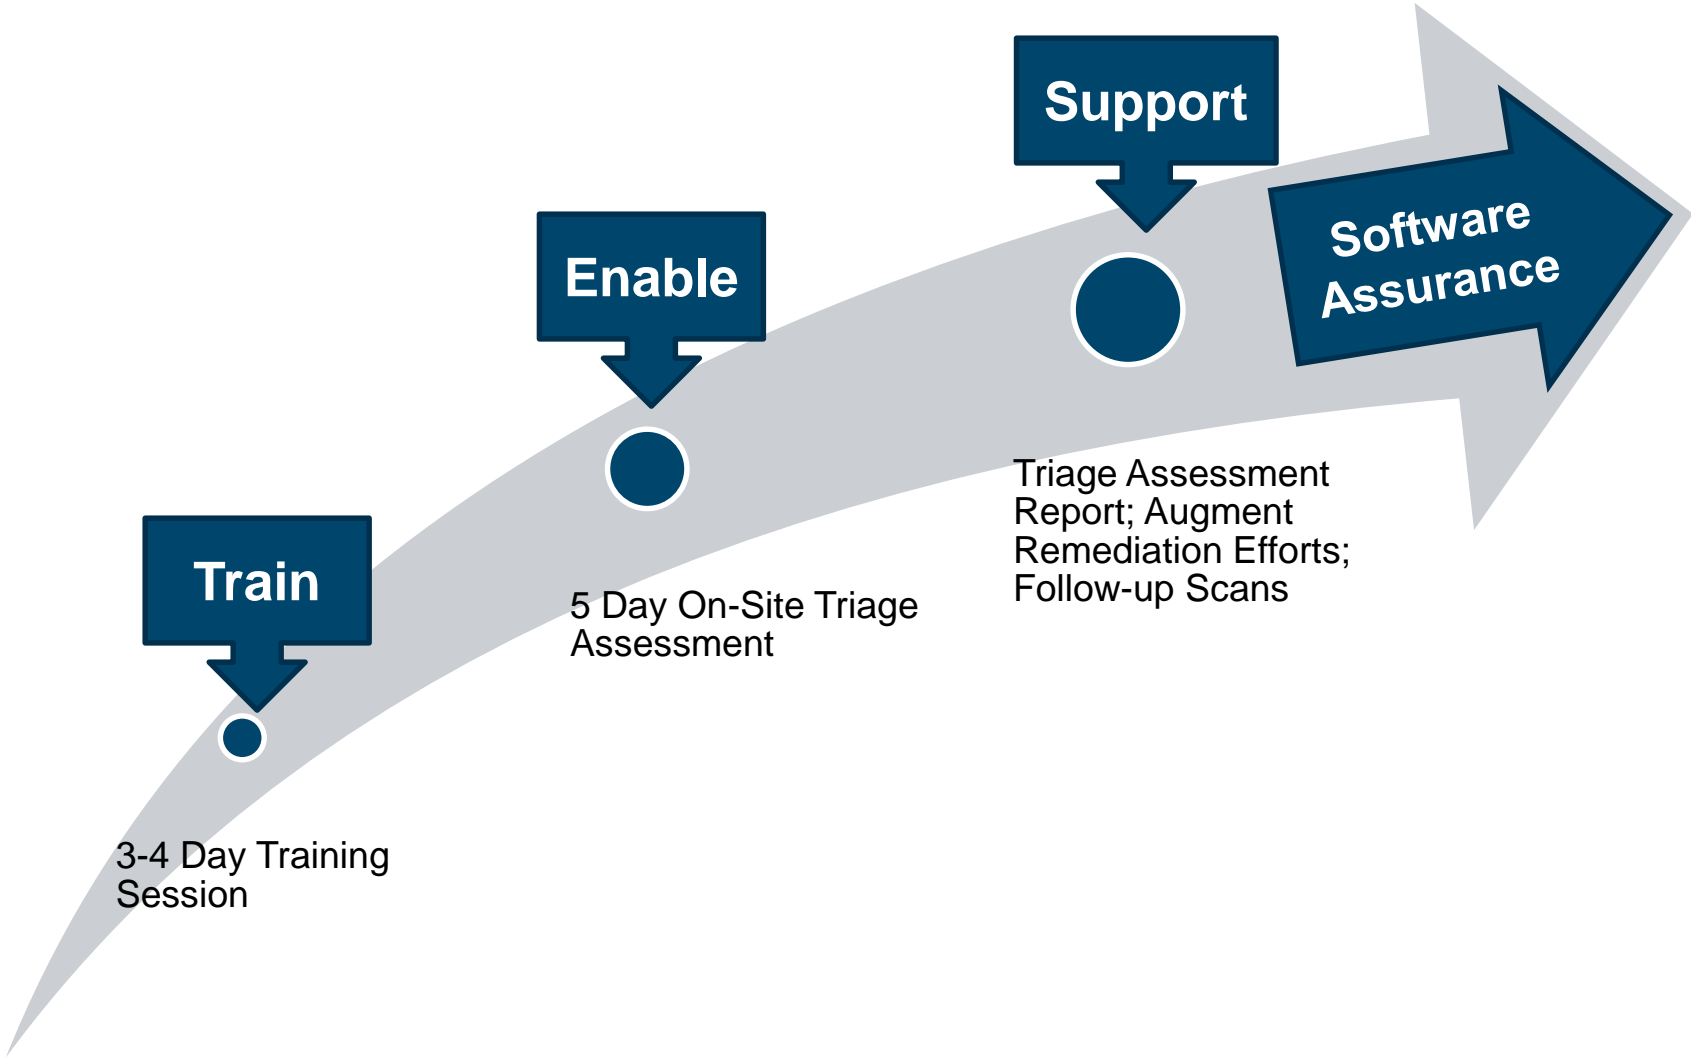 Support
Software
Assurance
Enable
Triage Assessment
Report; Augment
Remediation Efforts;
Follow-up Scans
Train
5 Day On-Site Triage
Assessment
3-4 Day Training
Session